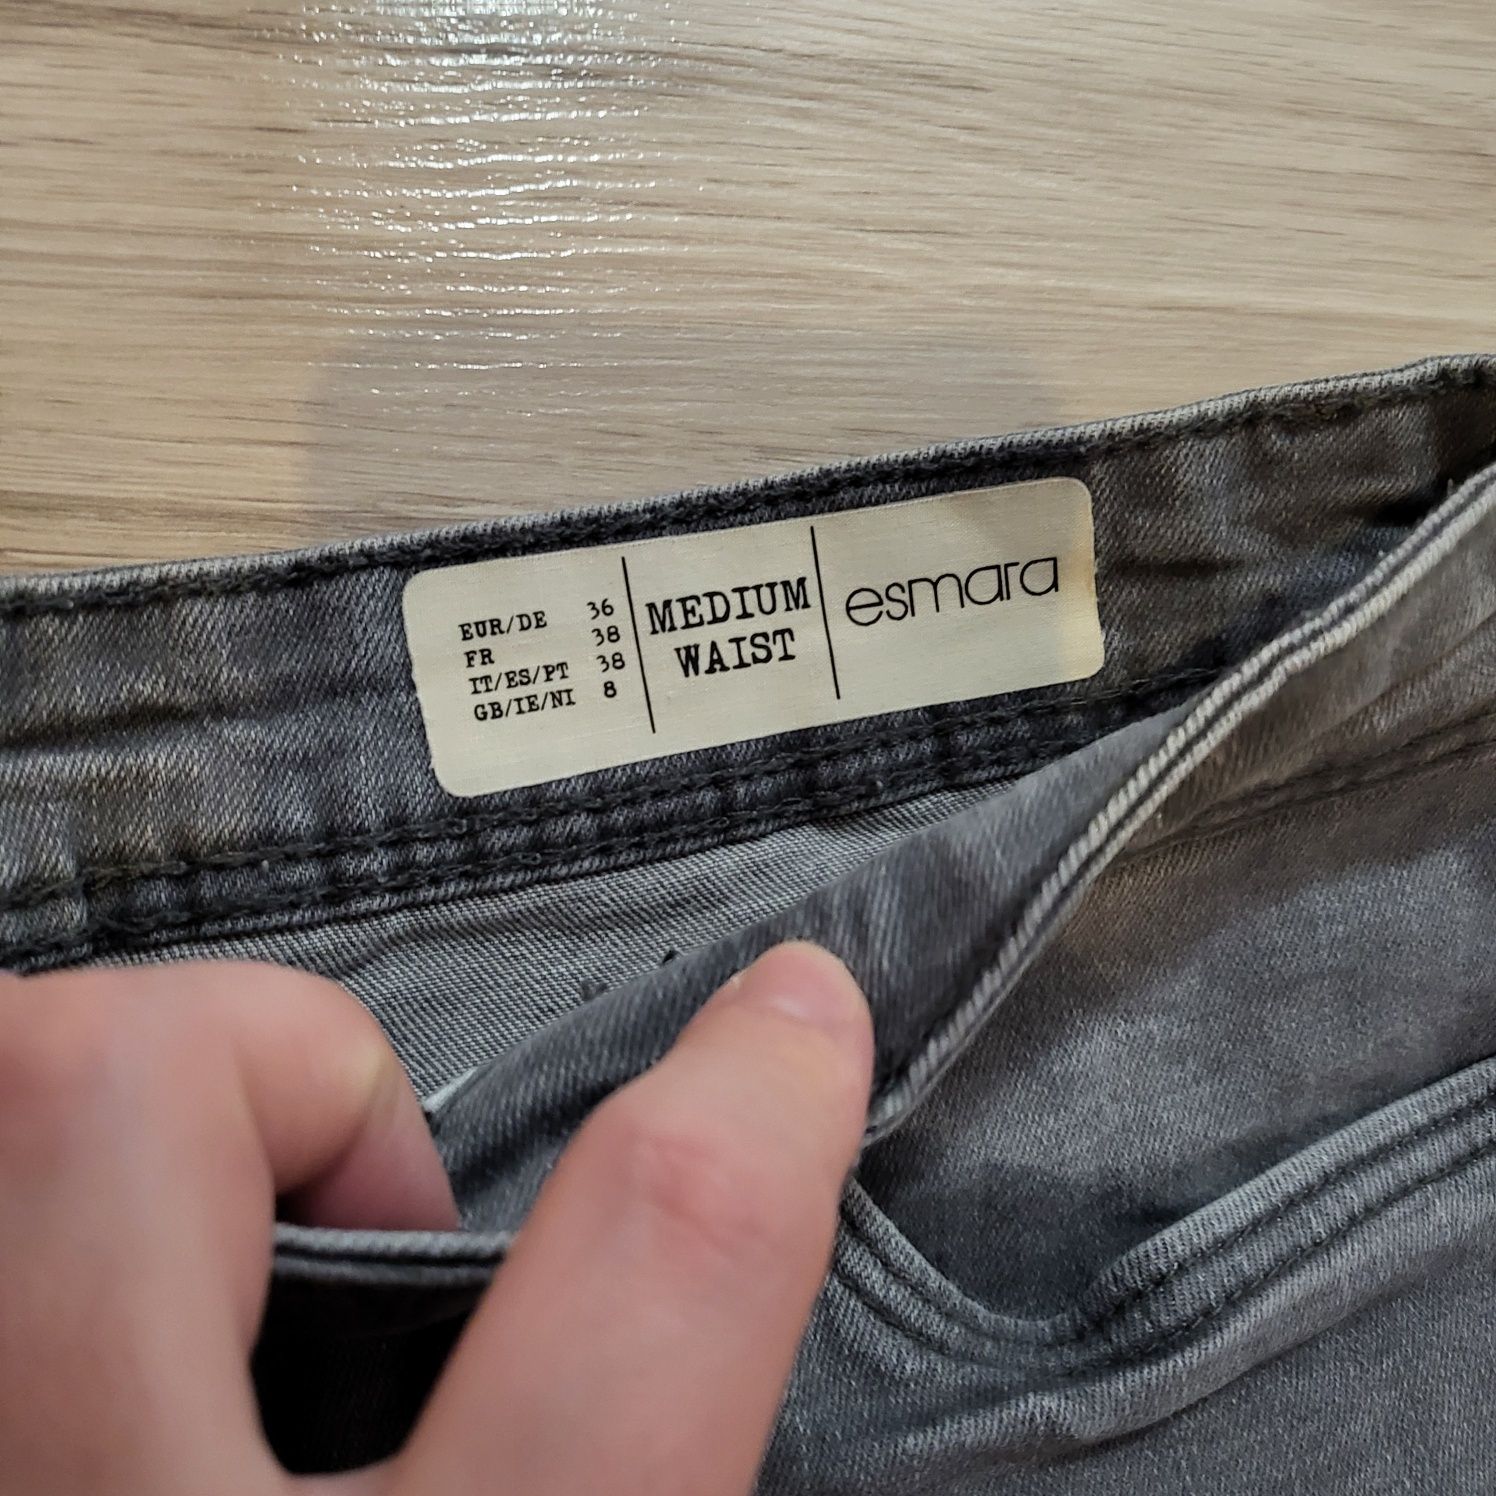 EUR/DE 36
FR 38
IT/ES/PT 38
GB/IE/NI 8
MEDIUM
WAIST
esmara